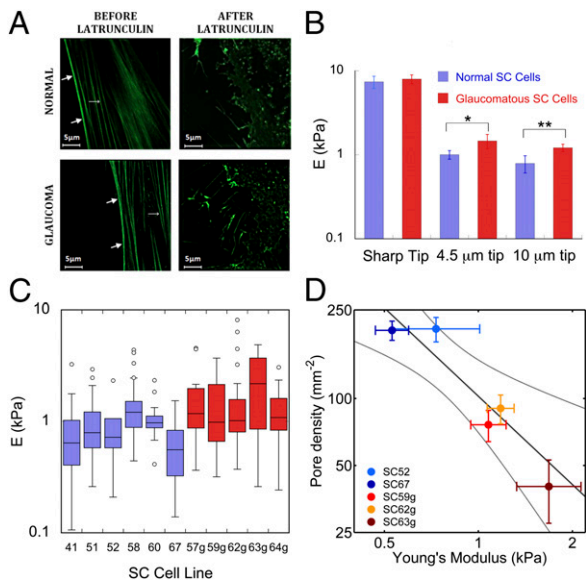 A
BEFORE
LATRUNCULIN
AFTER
LATRUNCULIN
NORMAL
GLAUCOMA
5µm
5µm
5µm
5µm
B
E (kPa)
10
1
0.1
Normal SC Cells
Glaucomatous SC Cells
*
**
Sharp Tip
4.5 µm tip
10 µm tip
C
E (kPa)
10
1
0.1
41 51 52 58 60 67 57g 59g 62g 63g 64g
SC Cell Line
D
Pore density (mm-2)
250
100
50
25
SC52
SC67
SC59g
SC62g
SC63g
0.5 1 2
Young's Modulus (kPa)